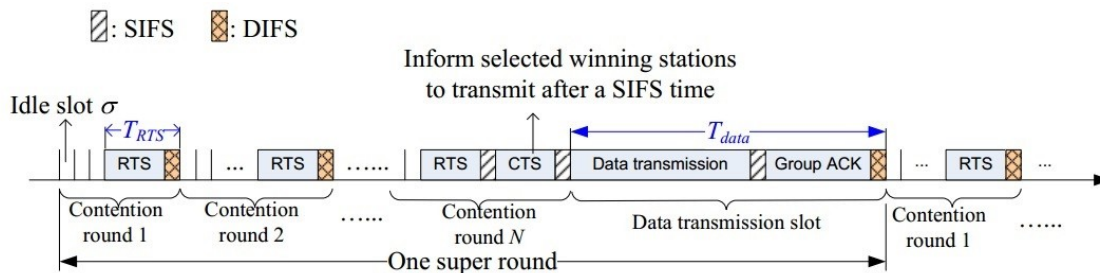 : SIFS : DIFS
Inform selected winning stations
to transmit after a SIFS time
Idle slot σ
T_RTS
T_data
RTS ... RTS ...... RTS CTS Data transmission Group ACK ... RTS ...
Contention
round 1
Contention
round 2
......
Contention
round N
Data transmission slot
Contention
round 1
......
One super round